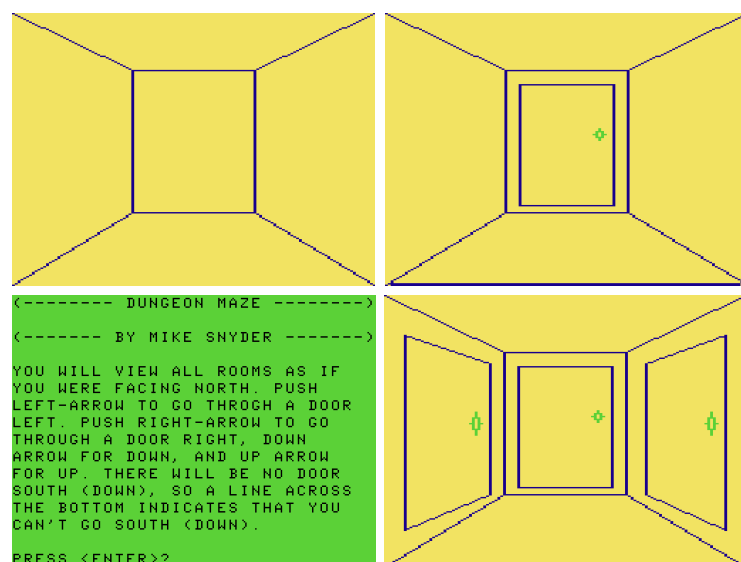 (-------- DUNGEON MAZE --------)
(------- BY MIKE SNYDER -------)
YOU WILL VIEW ALL ROOMS AS IF
YOU WERE FACING NORTH. PUSH
LEFT-ARROW TO GO THROGH A DOOR
LEFT. PUSH RIGHT-ARROW TO GO
THROUGH A DOOR RIGHT, DOWN
ARROW FOR DOWN, AND UP ARROW
FOR UP. THERE WILL BE NO DOOR
SOUTH (DOWN), SO A LINE ACROSS
THE BOTTOM INDICATES THAT YOU
CAN'T GO SOUTH (DOWN).
PRESS <ENTER>?